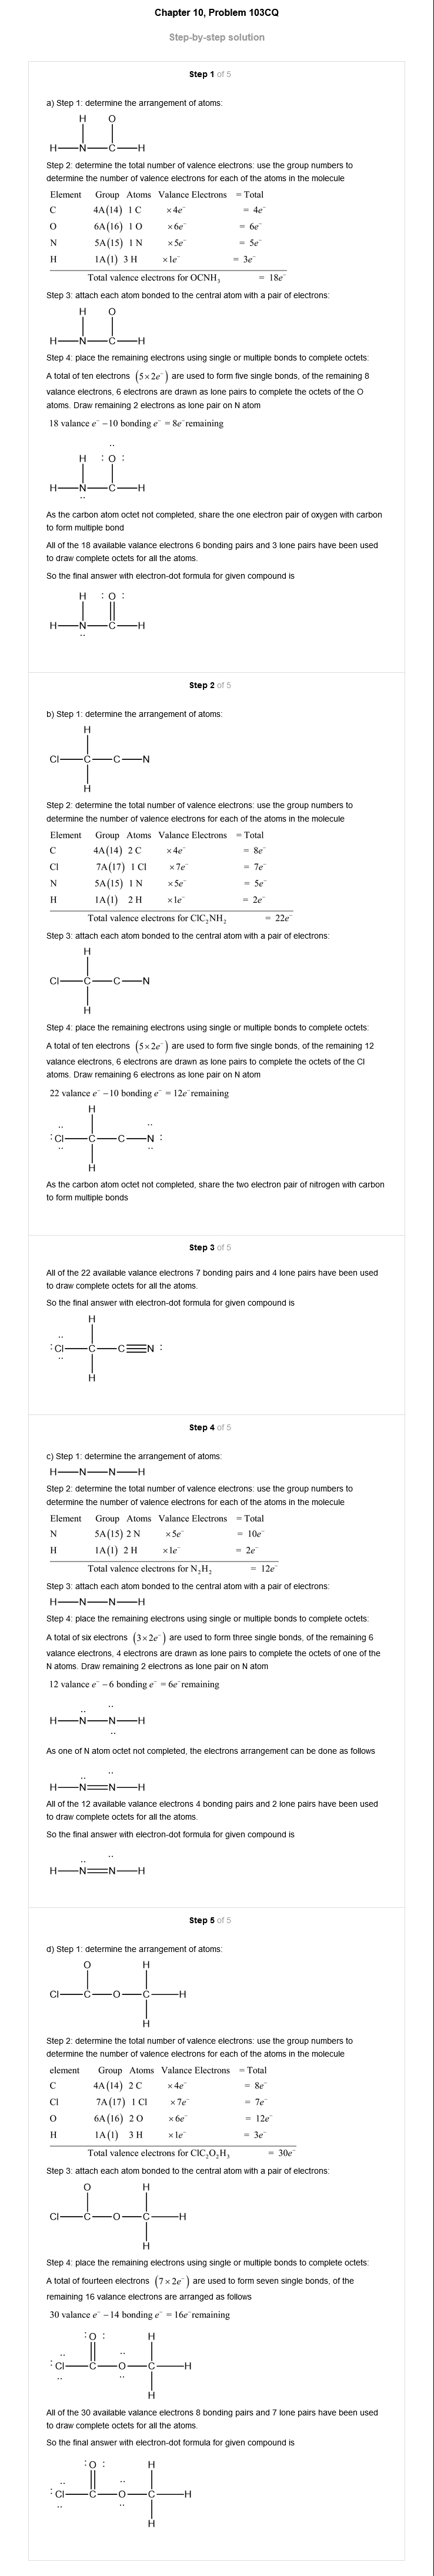 Chapter 10, Problem 103CQ
Step-by-step solution
Step 1 of 5
a) Step 1: determine the arrangement of atoms:
H O
H—N—C—H
Step 2: determine the total number of valence electrons: use the group numbers to
determine the number of valence electrons for each of the atoms in the molecule
Element Group Atoms Valance Electrons = Total
C 4A(14) 1 C ×4e⁻ = 4e⁻
O 6A(16) 1 O ×6e⁻ = 6e⁻
N 5A(15) 1 N ×5e⁻ = 5e⁻
H 1A(1) 3 H ×1e⁻ = 3e⁻
Total valence electrons for OCNH₃ = 18e⁻
Step 3: attach each atom bonded to the central atom with a pair of electrons:
H O
H—N—C—H
Step 4: place the remaining electrons using single or multiple bonds to complete octets:
A total of ten electrons (5×2e⁻) are used to form five single bonds, of the remaining 8
valance electrons, 6 electrons are drawn as lone pairs to complete the octets of the O
atoms. Draw remaining 2 electrons as lone pair on N atom
18 valance e⁻ −10 bonding e⁻ = 8e⁻remaining
H :O:
H—N—C—H
As the carbon atom octet not completed, share the one electron pair of oxygen with carbon
to form multiple bond
All of the 18 available valance electrons 6 bonding pairs and 3 lone pairs have been used
to draw complete octets for all the atoms.
So the final answer with electron-dot formula for given compound is
H :O:
H—N—C—H
Step 2 of 5
b) Step 1: determine the arrangement of atoms:
H
Cl—C—C—N
H
Step 2: determine the total number of valence electrons: use the group numbers to
determine the number of valence electrons for each of the atoms in the molecule
Element Group Atoms Valance Electrons = Total
C 4A(14) 2 C ×4e⁻ = 8e⁻
Cl 7A(17) 1 Cl ×7e⁻ = 7e⁻
N 5A(15) 1 N ×5e⁻ = 5e⁻
H 1A(1) 2 H ×1e⁻ = 2e⁻
Total valence electrons for ClC₂NH₂ = 22e⁻
Step 3: attach each atom bonded to the central atom with a pair of electrons:
H
Cl—C—C—N
H
Step 4: place the remaining electrons using single or multiple bonds to complete octets:
A total of ten electrons (5×2e⁻) are used to form five single bonds, of the remaining 12
valance electrons, 6 electrons are drawn as lone pairs to complete the octets of the Cl
atoms. Draw remaining 6 electrons as lone pair on N atom
22 valance e⁻ −10 bonding e⁻ = 12e⁻remaining
H
:Cl—C—C—N:
H
As the carbon atom octet not completed, share the two electron pair of nitrogen with carbon
to form multiple bonds
Step 3 of 5
All of the 22 available valance electrons 7 bonding pairs and 4 lone pairs have been used
to draw complete octets for all the atoms.
So the final answer with electron-dot formula for given compound is
H
:Cl—C—C≡N:
H
Step 4 of 5
c) Step 1: determine the arrangement of atoms:
H—N—N—H
Step 2: determine the total number of valence electrons: use the group numbers to
determine the number of valence electrons for each of the atoms in the molecule
Element Group Atoms Valance Electrons = Total
N 5A(15) 2 N ×5e⁻ = 10e⁻
H 1A(1) 2 H ×1e⁻ = 2e⁻
Total valence electrons for N₂H₂ = 12e⁻
Step 3: attach each atom bonded to the central atom with a pair of electrons:
H—N—N—H
Step 4: place the remaining electrons using single or multiple bonds to complete octets:
A total of six electrons (3×2e⁻) are used to form three single bonds, of the remaining 6
valance electrons, 4 electrons are drawn as lone pairs to complete the octets of one of the
N atoms. Draw remaining 2 electrons as lone pair on N atom
12 valance e⁻ −6 bonding e⁻ = 6e⁻remaining
H—N—N—H
As one of N atom octet not completed, the electrons arrangement can be done as follows
H—N=N—H
All of the 12 available valance electrons 4 bonding pairs and 2 lone pairs have been used
to draw complete octets for all the atoms.
So the final answer with electron-dot formula for given compound is
H—N=N—H
Step 5 of 5
d) Step 1: determine the arrangement of atoms:
O H
Cl—C—O—C—H
H
Step 2: determine the total number of valence electrons: use the group numbers to
determine the number of valence electrons for each of the atoms in the molecule
element Group Atoms Valance Electrons = Total
C 4A(14) 2 C ×4e⁻ = 8e⁻
Cl 7A(17) 1 Cl ×7e⁻ = 7e⁻
O 6A(16) 2 O ×6e⁻ = 12e⁻
H 1A(1) 3 H ×1e⁻ = 3e⁻
Total valence electrons for ClC₂O₂H₃ = 30e⁻
Step 3: attach each atom bonded to the central atom with a pair of electrons:
O H
Cl—C—O—C—H
H
Step 4: place the remaining electrons using single or multiple bonds to complete octets:
A total of fourteen electrons (7×2e⁻) are used to form seven single bonds, of the
remaining 16 valance electrons are arranged as follows
30 valance e⁻ −14 bonding e⁻ = 16e⁻remaining
:O: H
:Cl—C—O—C—H
H
All of the 30 available valance electrons 8 bonding pairs and 7 lone pairs have been used
to draw complete octets for all the atoms.
So the final answer with electron-dot formula for given compound is
:O: H
:Cl—C—O—C—H
H